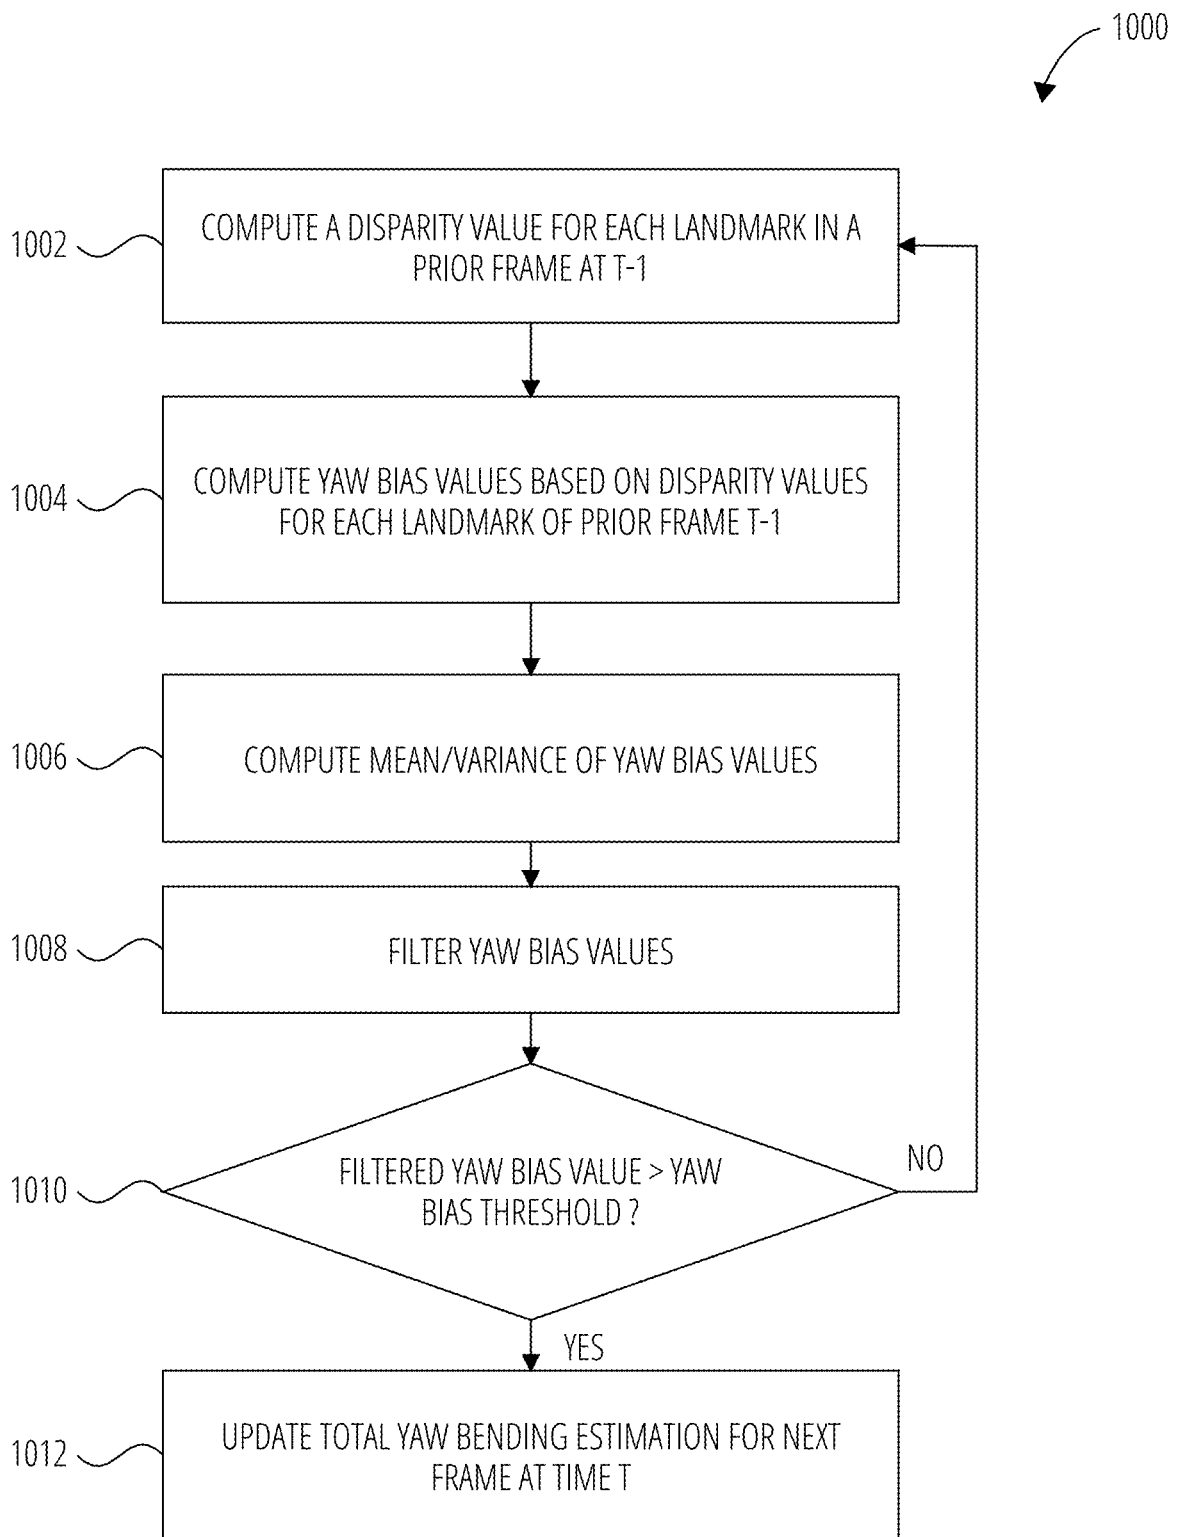 1000
1002
COMPUTE A DISPARITY VALUE FOR EACH LANDMARK IN A
PRIOR FRAME AT T-1
1004
COMPUTE YAW BIAS VALUES BASED ON DISPARITY VALUES
FOR EACH LANDMARK OF PRIOR FRAME T-1
1006
COMPUTE MEAN/VARIANCE OF YAW BIAS VALUES
1008
FILTER YAW BIAS VALUES
1010
FILTERED YAW BIAS VALUE > YAW
BIAS THRESHOLD ?
NO
YES
1012
UPDATE TOTAL YAW BENDING ESTIMATION FOR NEXT
FRAME AT TIME T